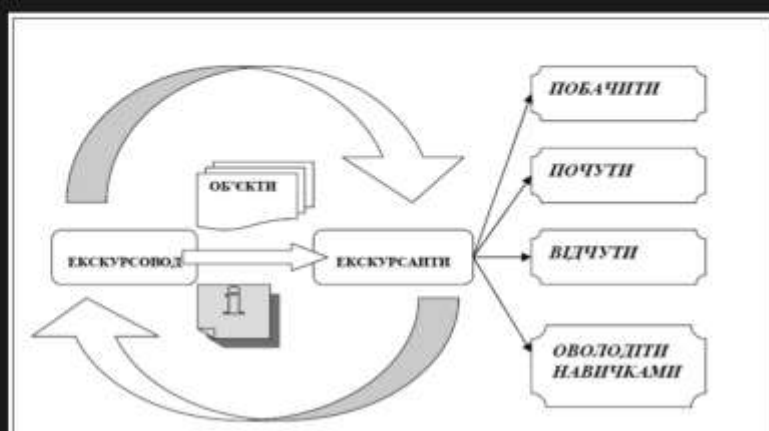 ПОБАЧИТИ
ПОЧУТИ
ОБ'ЄКТИ
ЕКСКУРСОВОД
ЕКСКУРСАНТИ
ВІДЧУТИ
i
ОВОЛОДІТИ
НАВИЧКАМИ